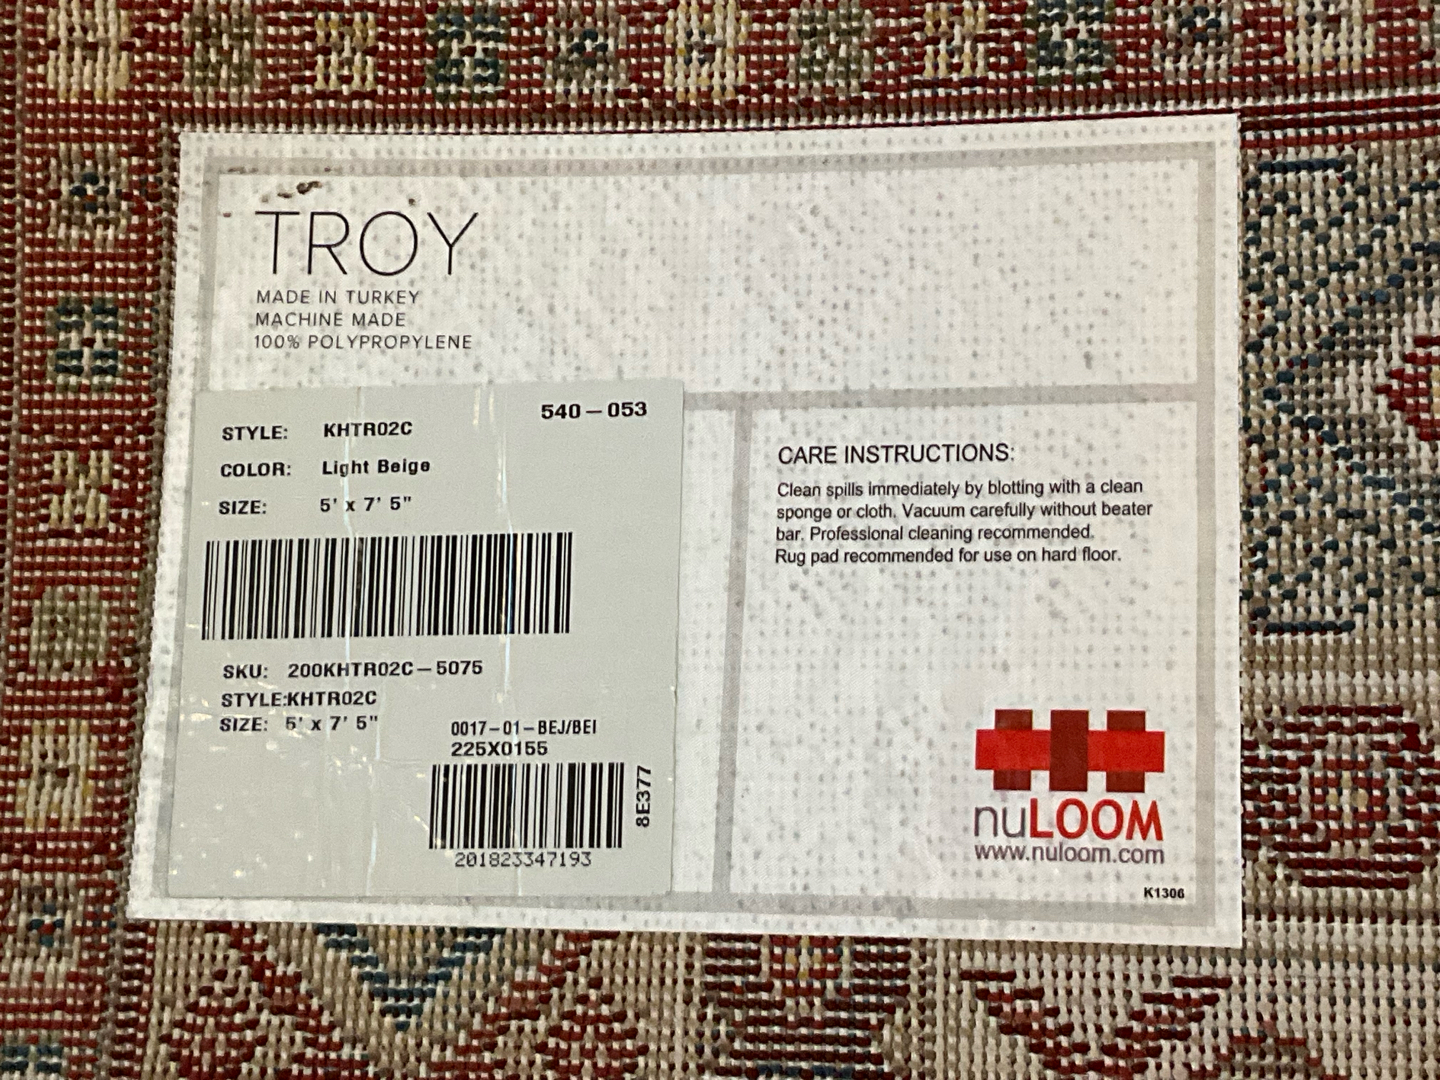 TROY
MADE IN TURKEY
MACHINE MADE
100% POLYPROPYLENE
540-053
STYLE: KHTR02C
COLOR: Light Beige
SIZE: 5' x 7' 5"
SKU: 200KHTR02C-5075
STYLE:KHTR02C
SIZE: 5' x 7' 5"
0017-01-BEJ/BEI
225X0155
8E377
201823347193
CARE INSTRUCTIONS:
Clean spills immediately by blotting with a clean
sponge or cloth. Vacuum carefully without beater
bar. Professional cleaning recommended.
Rug pad recommended for use on hard floor.
nuLOOM
www.nuloom.com
K1306